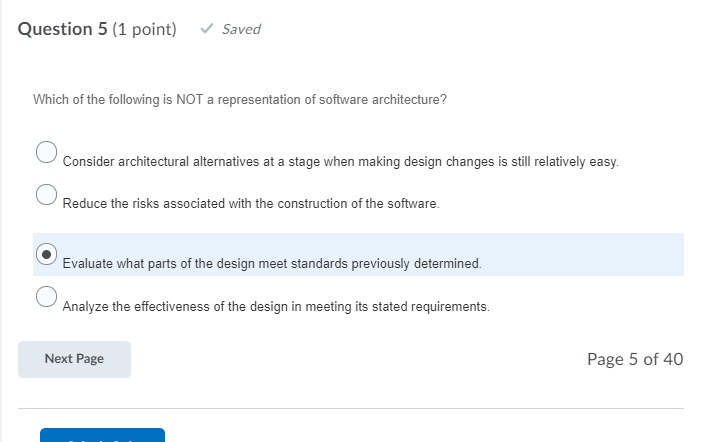 Question 5 (1 point) ✓ Saved
Which of the following is NOT a representation of software architecture?
Consider architectural alternatives at a stage when making design changes is still relatively easy.
Reduce the risks associated with the construction of the software.
Evaluate what parts of the design meet standards previously determined.
Analyze the effectiveness of the design in meeting its stated requirements.
Next Page
Page 5 of 40